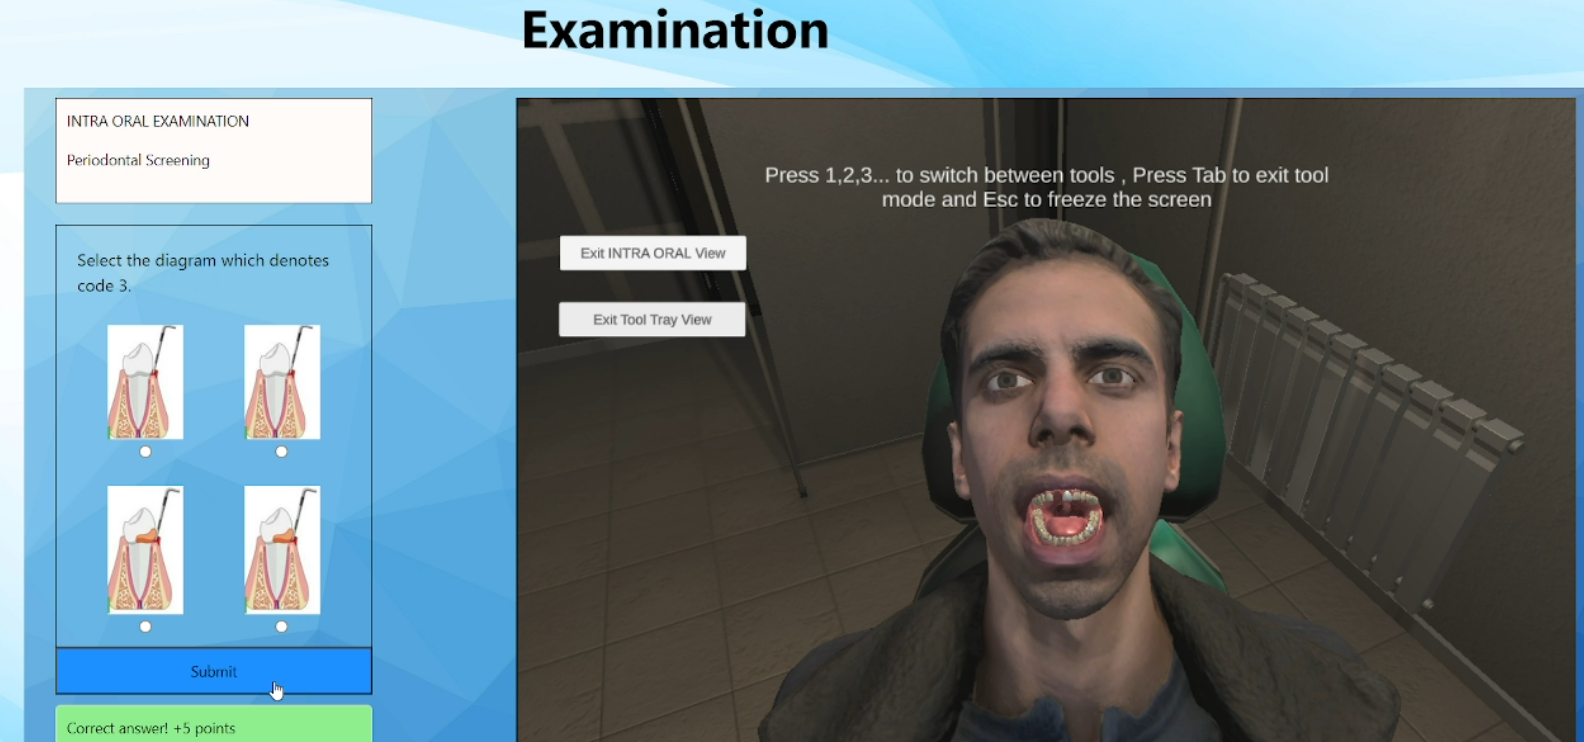 Examination
INTRA ORAL EXAMINATION
Periodontal Screening
Select the diagram which denotes
code 3.
Submit
Correct answer! +5 points
Press 1,2,3... to switch between tools , Press Tab to exit tool
mode and Esc to freeze the screen
Exit INTRA ORAL View
Exit Tool Tray View